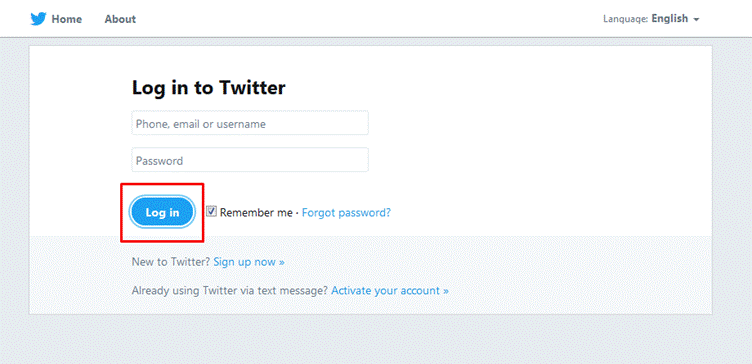 Home About Language: English
Log in to Twitter
Phone, email or username
Password
Log in Remember me · Forgot password?
New to Twitter? Sign up now »
Already using Twitter via text message? Activate your account »